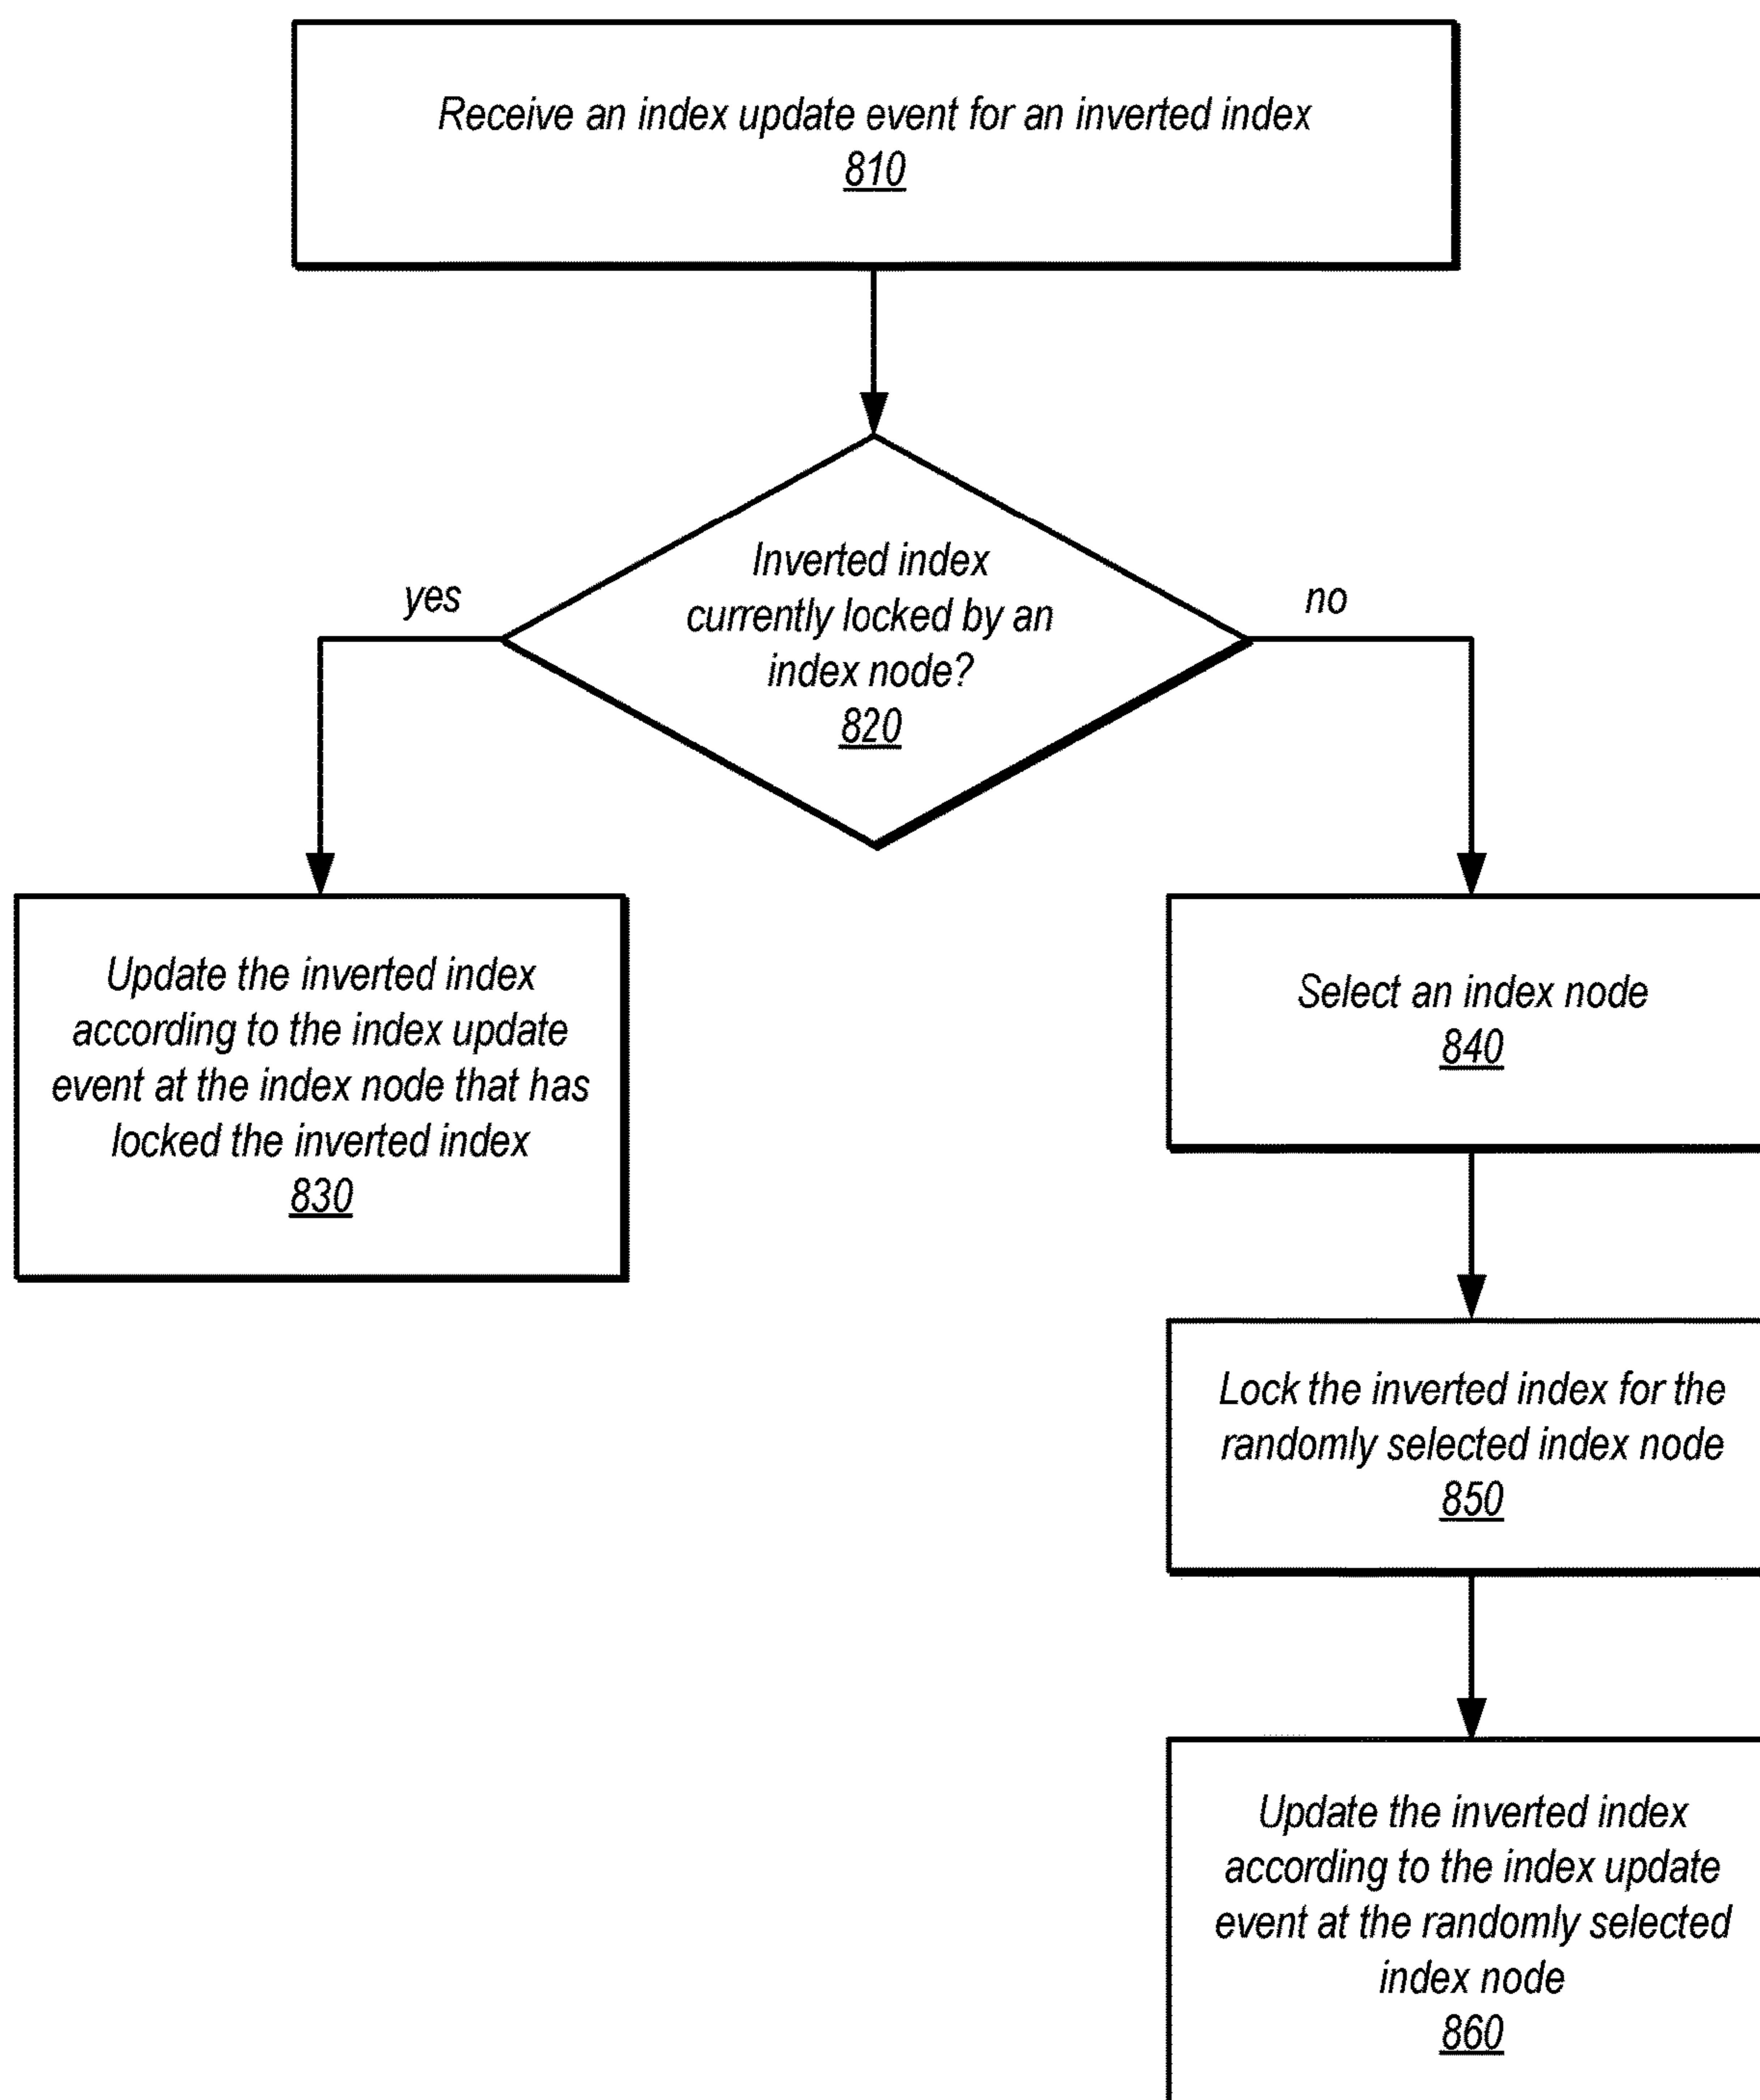 Receive an index update event for an inverted index
810
Inverted index
currently locked by an
index node?
820
yes
no
Update the inverted index
according to the index update
event at the index node that has
locked the inverted index
830
Select an index node
840
Lock the inverted index for the
randomly selected index node
850
Update the inverted index
according to the index update
event at the randomly selected
index node
860